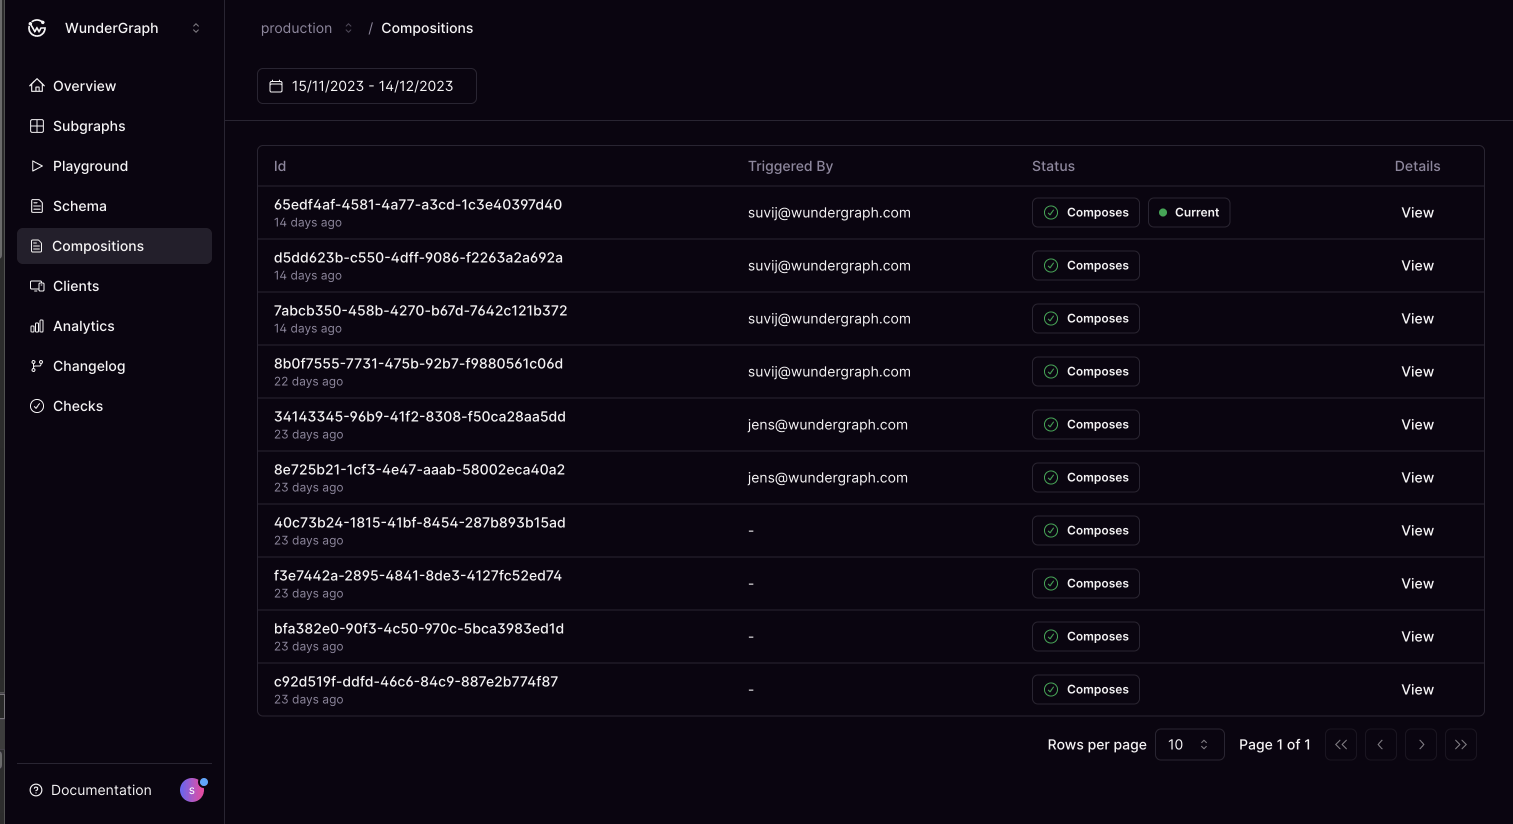 WunderGraph
production / Compositions
Overview
Subgraphs
Playground
Schema
Compositions
Clients
Analytics
Changelog
Checks
Documentation
s
15/11/2023 - 14/12/2023
Id Triggered By Status Details
65edf4af-4581-4a77-a3cd-1c3e40397d40
14 days ago
suvij@wundergraph.com Composes Current View
d5dd623b-c550-4dff-9086-f2263a2a692a
14 days ago
suvij@wundergraph.com Composes View
7abcb350-458b-4270-b67d-7642c121b372
14 days ago
suvij@wundergraph.com Composes View
8b0f7555-7731-475b-92b7-f9880561c06d
22 days ago
suvij@wundergraph.com Composes View
34143345-96b9-41f2-8308-f50ca28aa5dd
23 days ago
jens@wundergraph.com Composes View
8e725b21-1cf3-4e47-aaab-58002eca40a2
23 days ago
jens@wundergraph.com Composes View
40c73b24-1815-41bf-8454-287b893b15ad
23 days ago
- Composes View
f3e7442a-2895-4841-8de3-4127fc52ed74
23 days ago
- Composes View
bfa382e0-90f3-4c50-970c-5bca3983ed1d
23 days ago
- Composes View
c92d519f-ddfd-46c6-84c9-887e2b774f87
23 days ago
- Composes View
Rows per page 10 Page 1 of 1